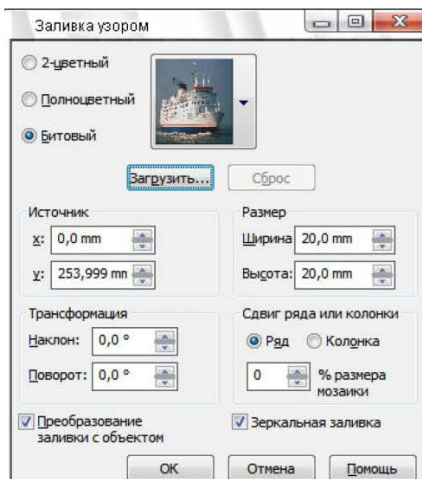 Заливка узором
2-цветный
Полноцветный
Битовый
Загрузить...
Сброс
Источник
x: 0,0 mm
y: 253,999 mm
Размер
Ширина 20,0 mm
Высота: 20,0 mm
Трансформация
Наклон: 0,0 °
Поворот: 0,0 °
Сдвиг ряда или колонки
Ряд Колонка
0 % размера
мозаики
Преобразование
заливки с объектом
Зеркальная заливка
ОК Отмена Помощь